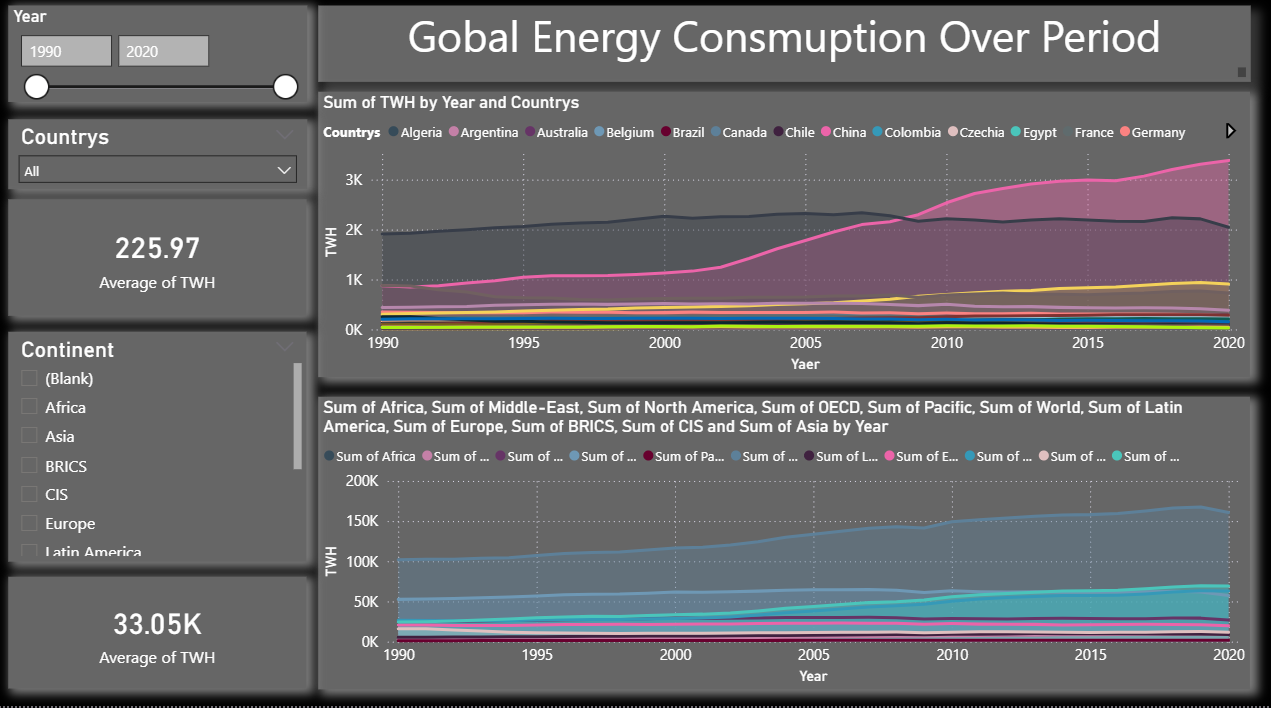 Year
1990 2020
Countrys
All
225.97
Average of TWH
Continent
(Blank)
Africa
Asia
BRICS
CIS
Europe
Latin America
33.05K
Average of TWH
Gobal Energy Consmuption Over Period
Sum of TWH by Year and Countrys
Countrys Algeria Argentina Australia Belgium Brazil Canada Chile China Colombia Czechia Egypt France Germany
3K
2K
1K
0K
TWH
1990 1995 2000 2005 2010 2015 2020
Yaer
Sum of Africa, Sum of Middle-East, Sum of North America, Sum of OECD, Sum of Pacific, Sum of World, Sum of Latin
America, Sum of Europe, Sum of BRICS, Sum of CIS and Sum of Asia by Year
Sum of Africa Sum of ... Sum of ... Sum of ... Sum of Pa... Sum of ... Sum of L... Sum of E... Sum of ... Sum of ... Sum of ...
200K
150K
100K
50K
0K
TWH
1990 1995 2000 2005 2010 2015 2020
Year